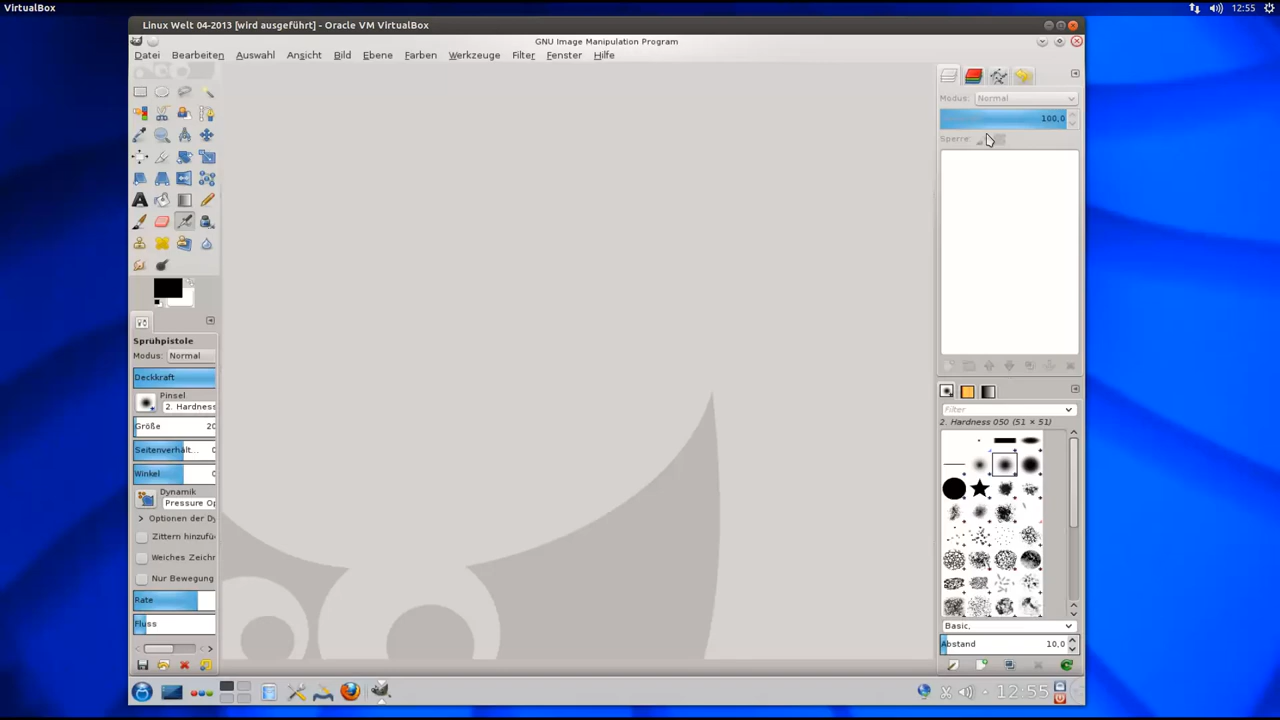 VirtualBox
12:55
Linux Welt 04-2013 [wird ausgeführt] - Oracle VM VirtualBox
GNU Image Manipulation Program
Datei Bearbeiten Auswahl Ansicht Bild Ebene Farben Werkzeuge Filter Fenster Hilfe
Modus: Normal
100,0
Sperre:
Sprühpistole
Modus: Normal
Deckkraft
Pinsel
2. Hardness
Größe 20
Seitenverhält... 0
Winkel 0
Dynamik
Pressure Op
Optionen der Dy
Zittern hinzufü
Weiches Zeichr
Nur Bewegung
Rate
Fluss
Filter
2. Hardness 050 (51 × 51)
Basic,
Abstand 10,0
12:55